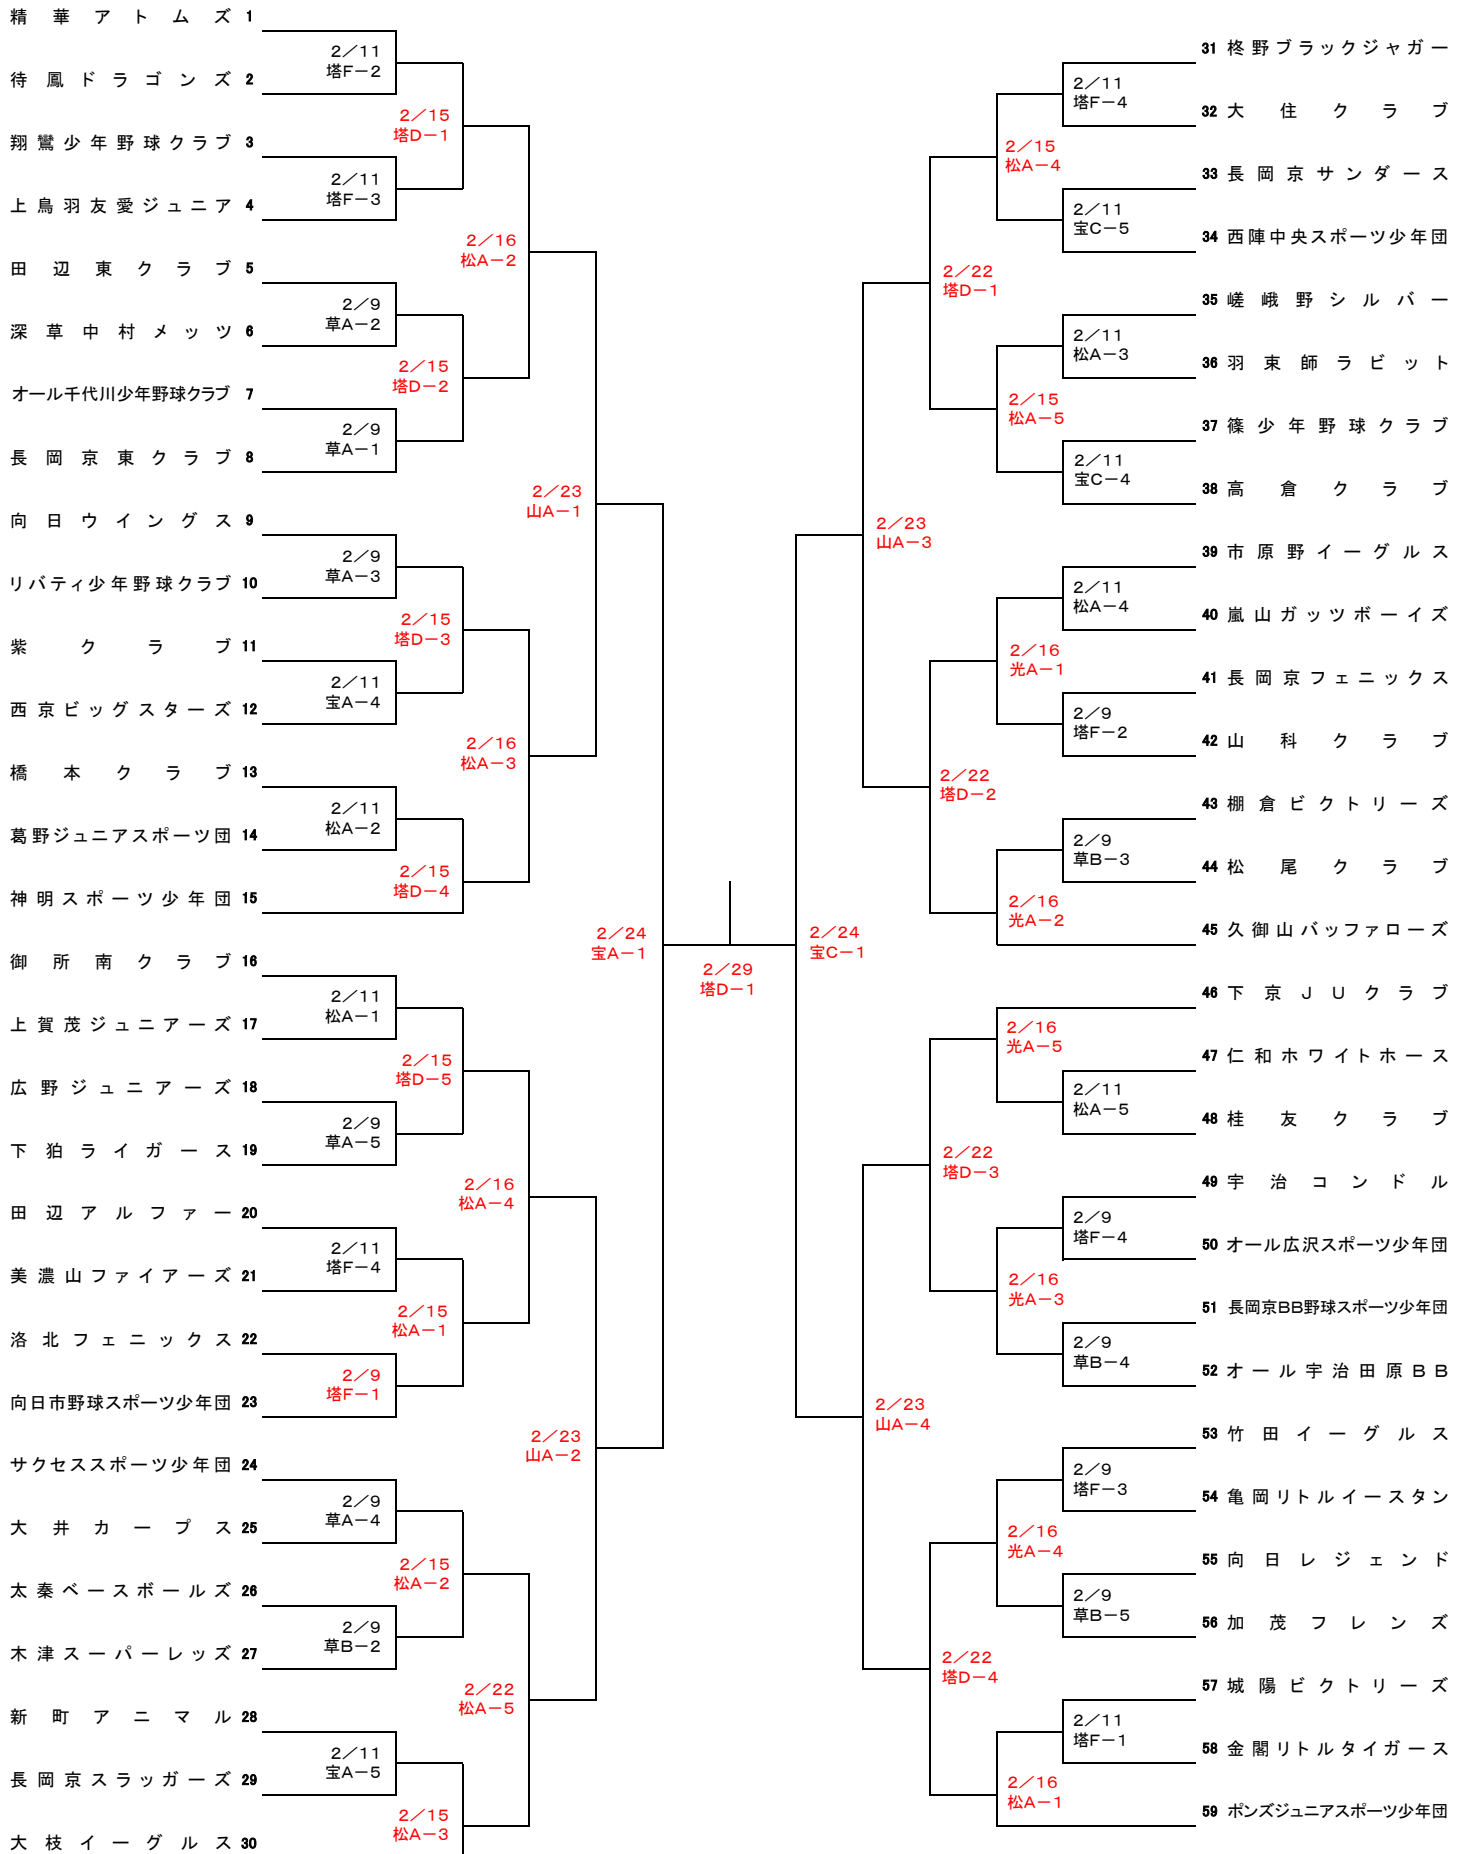 精華アトムズ 1
2／11
塔F－2
待鳳ドラゴンズ 2
2／15
塔D－1
翔鸞少年野球クラブ 3
2／11
塔F－3
上鳥羽友愛ジュニア 4
2／16
松A－2
田辺東クラブ 5
2／9
草A－2
深草中村メッツ 6
2／15
塔D－2
オール千代川少年野球クラブ 7
2／9
草A－1
長岡京東クラブ 8
2／23
山A－1
向日ウイングス 9
2／9
草A－3
リバティ少年野球クラブ 10
2／15
塔D－3
紫クラブ 11
2／11
宝A－4
西京ビッグスターズ 12
2／16
松A－3
橋本クラブ 13
2／11
松A－2
葛野ジュニアスポーツ団 14
2／15
塔D－4
神明スポーツ少年団 15
2／24
宝A－1
御所南クラブ 16
2／11
松A－1
上賀茂ジュニアーズ 17
2／15
塔D－5
広野ジュニアーズ 18
2／9
草A－5
下狛ライガース 19
2／16
松A－4
田辺アルファー 20
2／11
塔F－4
美濃山ファイアーズ 21
2／15
松A－1
洛北フェニックス 22
2／9
塔F－1
向日市野球スポーツ少年団 23
2／23
山A－2
サクセススポーツ少年団 24
2／9
草A－4
大井カープス 25
2／15
松A－2
太秦ベースボールズ 26
2／9
草B－2
木津スーパーレッズ 27
2／22
松A－5
新町アニマル 28
2／11
宝A－5
長岡京スラッガーズ 29
2／15
松A－3
大枝イーグルス 30
2／29
塔D－1
31 柊野ブラックジャガー
2／11
塔F－4
32 大住クラブ
2／15
松A－4
33 長岡京サンダース
2／11
宝C－5
34 西陣中央スポーツ少年団
2／22
塔D－1
35 嵯峨野シルバー
2／11
松A－3
36 羽束師ラビット
2／15
松A－5
37 篠少年野球クラブ
2／11
宝C－4
38 高倉クラブ
2／23
山A－3
39 市原野イーグルス
2／11
松A－4
40 嵐山ガッツボーイズ
2／16
光A－1
41 長岡京フェニックス
2／9
塔F－2
42 山科クラブ
2／22
塔D－2
43 棚倉ビクトリーズ
2／9
草B－3
44 松尾クラブ
2／16
光A－2
45 久御山バッファローズ
2／24
宝C－1
46 下京JUクラブ
2／16
光A－5
47 仁和ホワイトホース
2／11
松A－5
48 桂友クラブ
2／22
塔D－3
49 宇治コンドル
2／9
塔F－4
50 オール広沢スポーツ少年団
2／16
光A－3
51 長岡京BB野球スポーツ少年団
2／9
草B－4
52 オール宇治田原BB
2／23
山A－4
53 竹田イーグルス
2／9
塔F－3
54 亀岡リトルイースタン
2／16
光A－4
55 向日レジェンド
2／9
草B－5
56 加茂フレンズ
2／22
塔D－4
57 城陽ビクトリーズ
2／11
塔F－1
58 金閣リトルタイガース
2／16
松A－1
59 ポンズジュニアスポーツ少年団